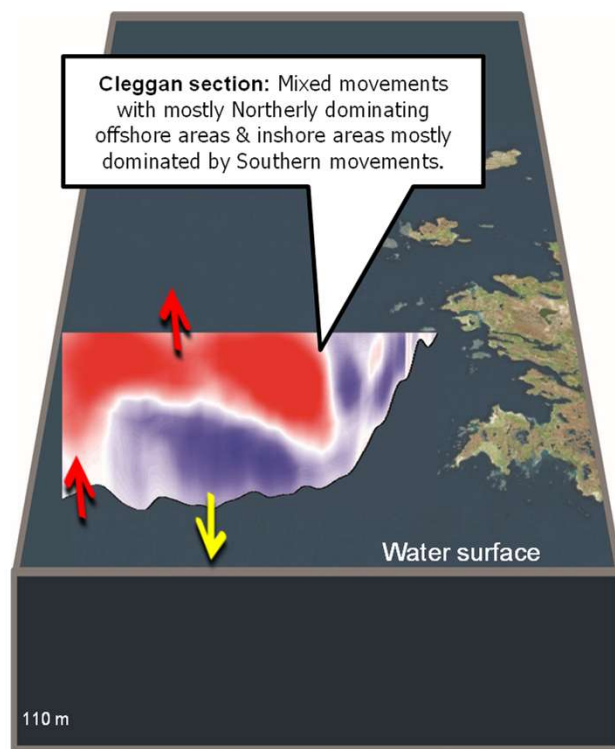 Cleggan section: Mixed movements
with mostly Northerly dominating
offshore areas & inshore areas mostly
dominated by Southern movements.
Water surface
110 m